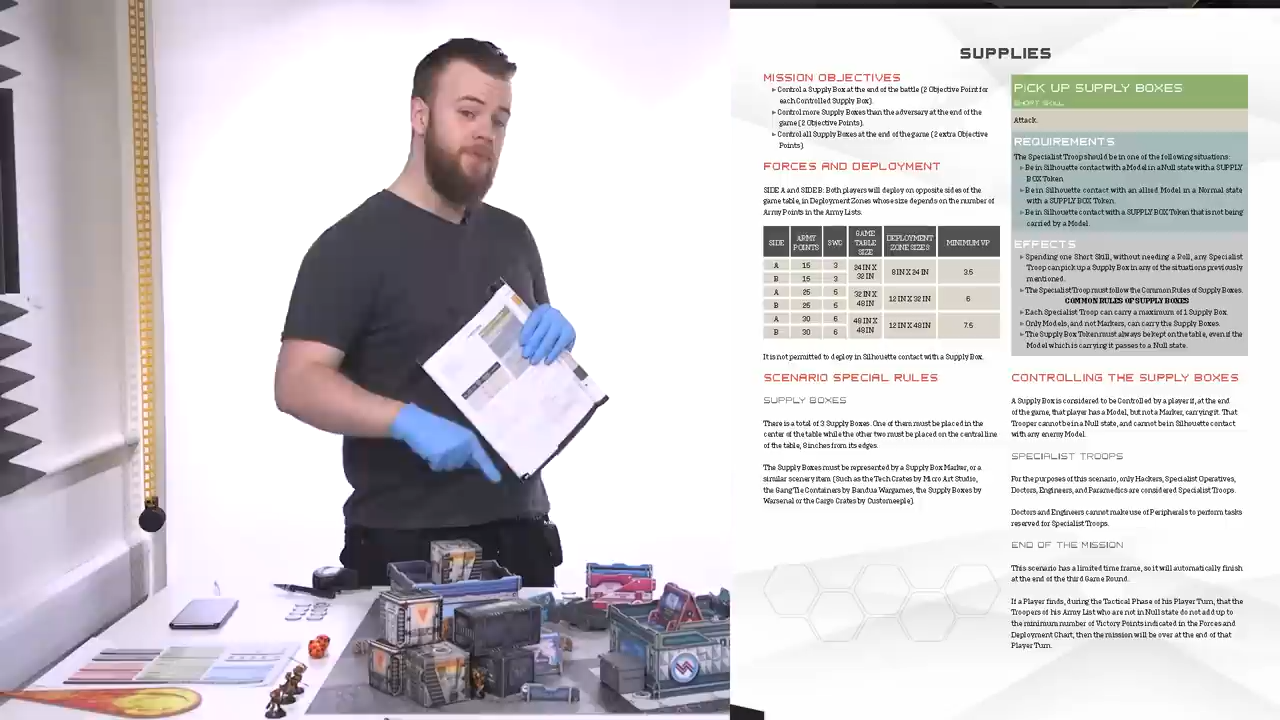 SUPPLIES
MISSION OBJECTIVES
▸ Control a Supply Box at the end of the battle (2 Objective Point for
each Controlled Supply Box).
▸ Control more Supply Boxes than the adversary at the end of the
game (2 Objective Points).
▸ Control all Supply Boxes at the end of the game (2 extra Objective
Points).
FORCES AND DEPLOYMENT
SIDE A and SIDE B: Both players will deploy on opposite sides of the
game table, in Deployment Zones whose size depends on the number of
Army Points in the Army Lists.
SIDE ARMY POINTS SWC GAME TABLE SIZE DEPLOYMENT ZONE SIZES MINIMUM VP
A 15 3 24 IN X 32 IN 8 IN X 24 IN 3.5
B 15 3
A 25 5 32 IN X 48 IN 12 IN X 32 IN 6
B 25 5
A 30 6 48 IN X 48 IN 12 IN X 48 IN 7.5
B 30 6
It is not permitted to deploy in Silhouette contact with a Supply Box.
SCENARIO SPECIAL RULES
SUPPLY BOXES
There is a total of 3 Supply Boxes. One of them must be placed in the
center of the table while the other two must be placed on the central line
of the table, 8 inches from its edges.
The Supply Boxes must be represented by a Supply Box Marker, or a
similar scenery item (Such as the Tech Crates by Micro Art Studio,
the Gang Tie Containers by Bandua Wargames, the Supply Boxes by
Warsenal or the Cargo Crates by Customeeple).
PICK UP SUPPLY BOXES
SHORT SKILL
Attack.
REQUIREMENTS
The Specialist Troop should be in one of the following situations:
▸ Be in Silhouette contact with a Model in a Null state with a SUPPLY
BOX Token.
▸ Be in Silhouette contact with an allied Model in a Normal state
with a SUPPLY BOX Token.
▸ Be in Silhouette contact with a SUPPLY BOX Token that is not being
carried by a Model.
EFFECTS
▸ Spending one Short Skill, without needing a Roll, any Specialist
Troop can pick up a Supply Box in any of the situations previously
mentioned.
▸ The Specialist Troop must follow the Common Rules of Supply Boxes.
COMMON RULES OF SUPPLY BOXES
▸ Each Specialist Troop can carry a maximum of 1 Supply Box.
▸ Only Models, and not Markers, can carry the Supply Boxes.
▸ The Supply Box Token must always be kept on the table, even if the
Model which is carrying it passes to a Null state.
CONTROLLING THE SUPPLY BOXES
A Supply Box is considered to be Controlled by a player if, at the end
of the game, that player has a Model, but not a Marker, carrying it. That
Trooper cannot be in a Null state, and cannot be in Silhouette contact
with any enemy Model.
SPECIALIST TROOPS
For the purposes of this scenario, only Hackers, Specialist Operatives,
Doctors, Engineers, and Paramedics are considered Specialist Troops.
Doctors and Engineers cannot make use of Peripherals to perform tasks
reserved for Specialist Troops.
END OF THE MISSION
This scenario has a limited time frame, so it will automatically finish
at the end of the third Game Round.
If a Player finds, during the Tactical Phase of his Player Turn, that the
Troopers of his Army List who are not in Null state do not add up to
the minimum number of Victory Points indicated in the Forces and
Deployment Chart, then the mission will be over at the end of that
Player Turn.